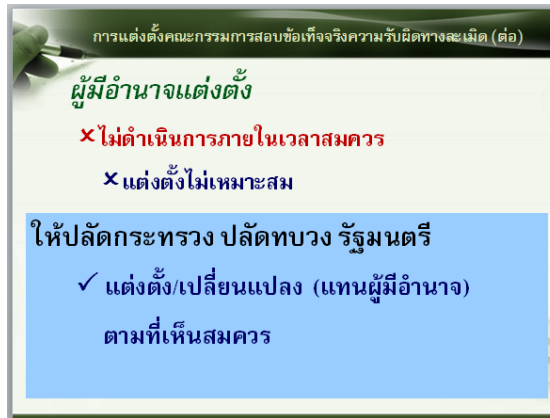 การแต่งตั้งคณะกรรมการสอบข้อเท็จจริงความรับผิดทางละเมิด (ต่อ)
ผู้มีอำนาจแต่งตั้ง
✗ ไม่ดำเนินการภายในเวลาสมควร
✗ แต่งตั้งไม่เหมาะสม
ให้ปลัดกระทรวง ปลัดทบวง รัฐมนตรี
✓ แต่งตั้ง/เปลี่ยนแปลง (แทนผู้มีอำนาจ)
ตามที่เห็นสมควร